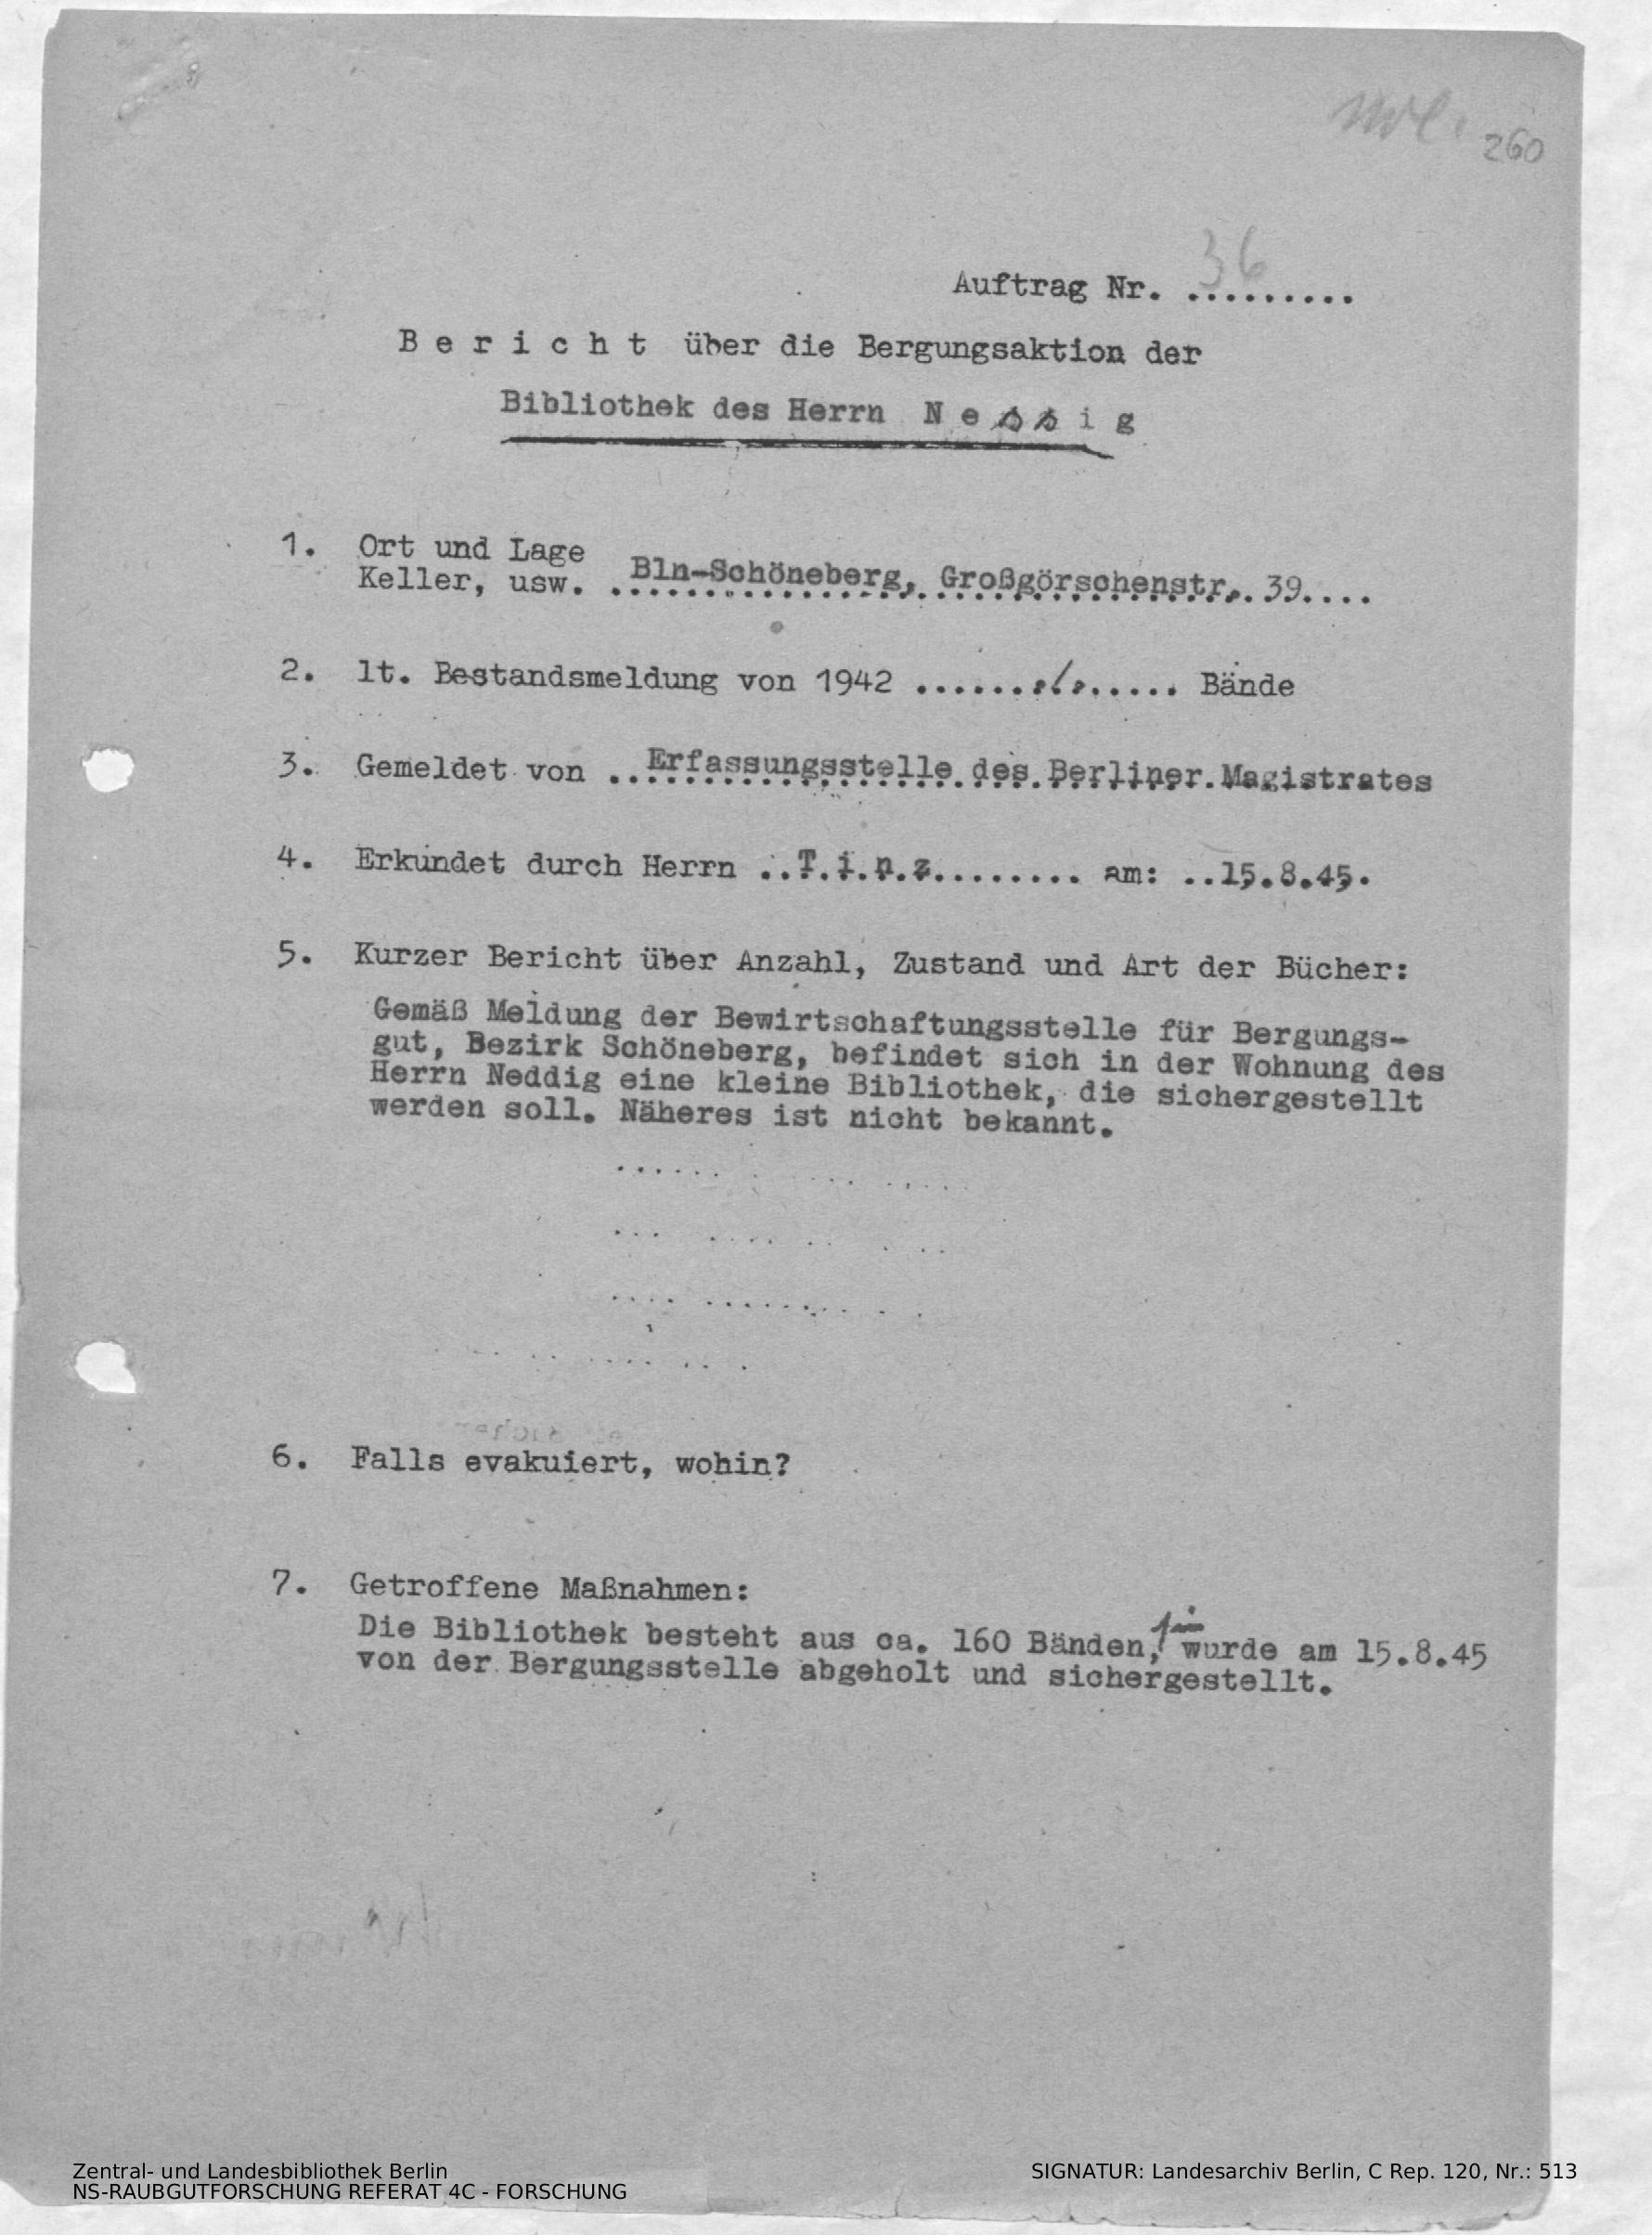 260
36
Auftrag Nr. .........
B e r i c h t über die Bergungsaktion der
Bibliothek des Herrn N e s s i g
1. Ort und Lage
Keller, usw. Bln-Schöneberg, Großgörschenstr. 39....
2. lt. Bestandsmeldung von 1942 ......./...... Bände
3. Gemeldet von ..Erfassungsstelle des Berliner Magistrates
4. Erkundet durch Herrn ..T.i.n.z........ am: ..15.8.45.
5. Kurzer Bericht über Anzahl, Zustand und Art der Bücher:
Gemäß Meldung der Bewirtschaftungsstelle für Bergungs-
gut, Bezirk Schöneberg, befindet sich in der Wohnung des
Herrn Neddig eine kleine Bibliothek, die sichergestellt
werden soll. Näheres ist nicht bekannt.
6. Falls evakuiert, wohin?
7. Getroffene Maßnahmen:
Die Bibliothek besteht aus ca. 160 Bänden, wurde am 15.8.45
von der Bergungsstelle abgeholt und sichergestellt.
Zentral- und Landesbibliothek Berlin
NS-RAUBGUTFORSCHUNG REFERAT 4C - FORSCHUNG
SIGNATUR: Landesarchiv Berlin, C Rep. 120, Nr.: 513